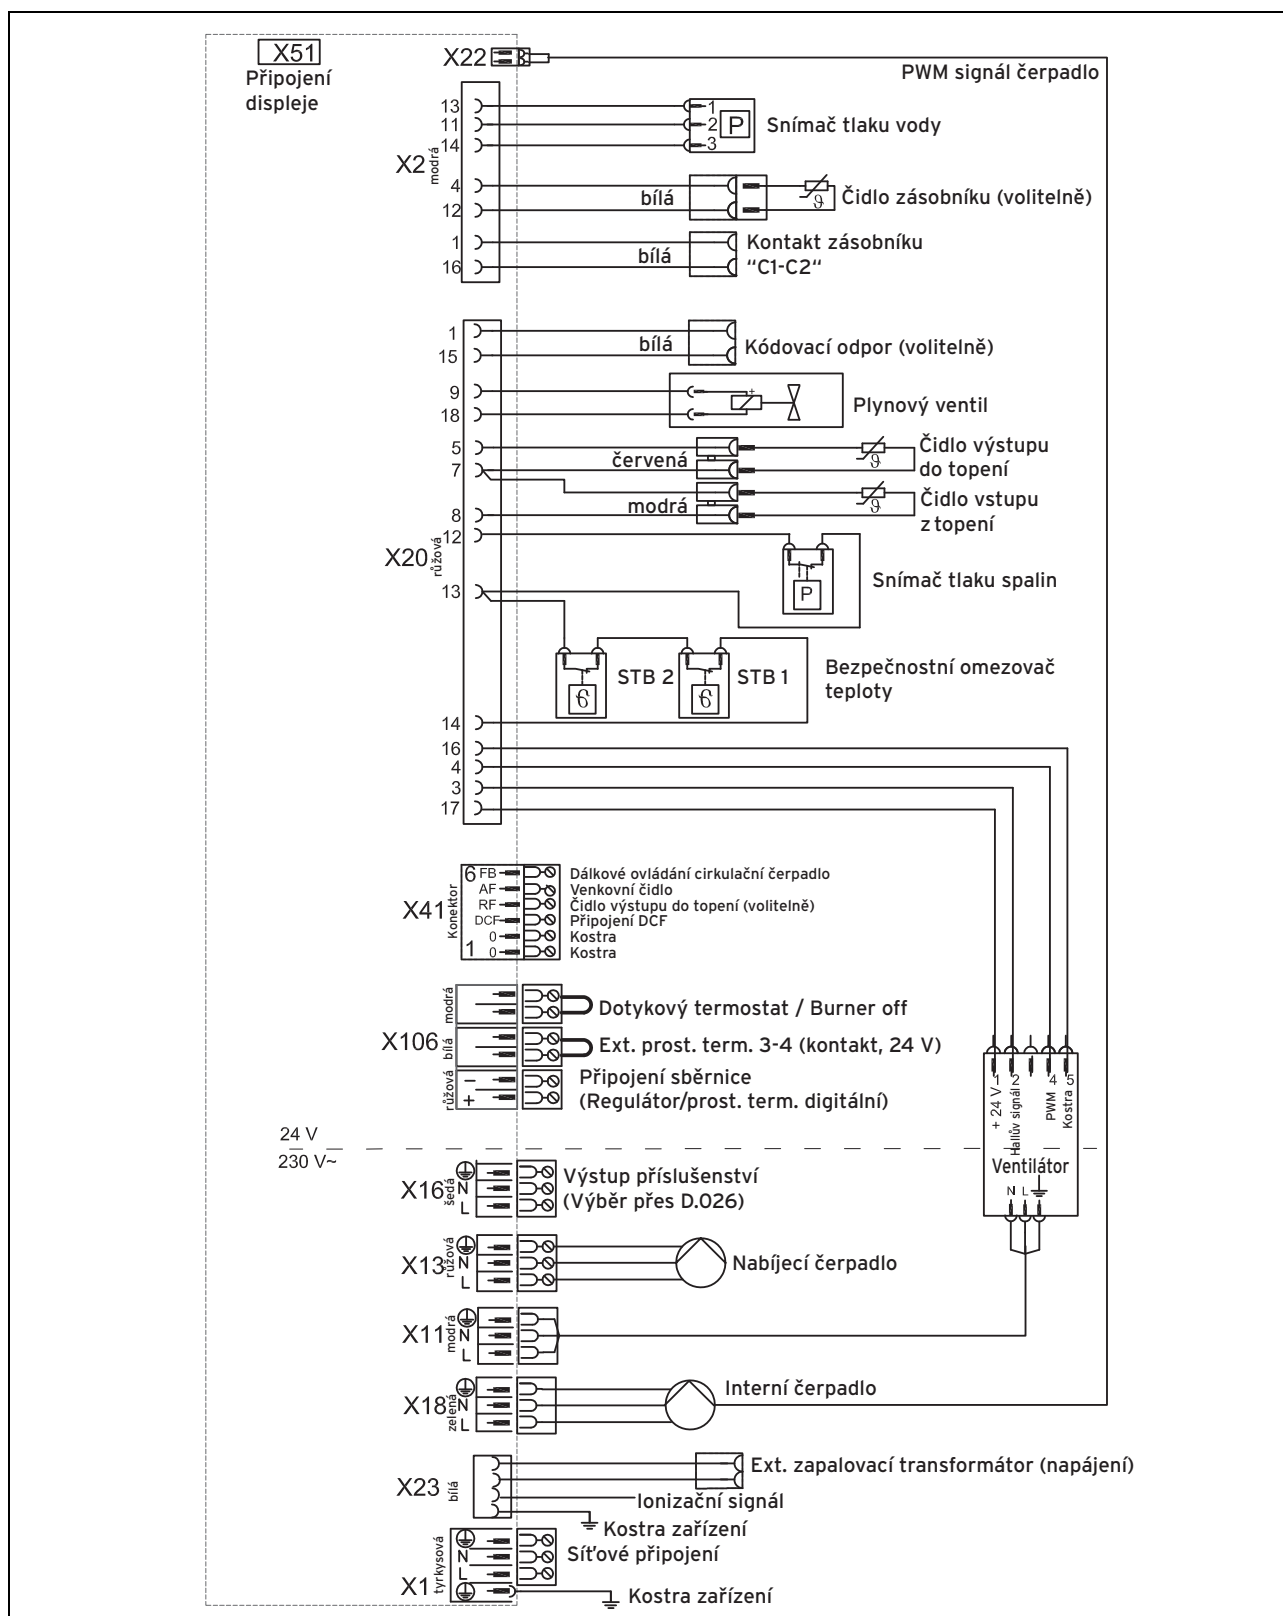 X51
Připojení
displeje
X22
PWM signál čerpadlo
X2
modrá
13
11
14
4
12
1
16
1
2
3
P
Snímač tlaku vody
bílá
ϑ
Čidlo zásobníku (volitelně)
bílá
Kontakt zásobníku
“C1-C2“
X20
růžová
1
15
9
18
5
7
8
12
13
14
16
4
3
17
bílá
Kódovací odpor (volitelně)
+
Plynový ventil
červená
ϑ
Čidlo výstupu
do topení
modrá
ϑ
Čidlo vstupu
z topení
P
Snímač tlaku spalin
STB 2
STB 1
ϑ
ϑ
Bezpečnostní omezovač
teploty
X41
Konektor
6 FB
Dálkové ovládání cirkulační čerpadlo
AF
Venkovní čidlo
RF
Čidlo výstupu do topení (volitelně)
DCF
Připojení DCF
0
Kostra
1 0
Kostra
X106
modrá
Dotykový termostat / Burner off
bílá
Ext. prost. term. 3-4 (kontakt, 24 V)
růžová
–
+
Připojení sběrnice
(Regulátor/prost. term. digitální)
1 2 4 5
+ 24 V
Hallův signál
PWM
Kostra
Ventilátor
N L
24 V
230 V~
X16
šedá
N
L
Výstup příslušenství
(Výběr přes D.026)
X13
růžová
N
L
Nabíjecí čerpadlo
X11
modrá
N
L
X18
zelená
N
L
Interní čerpadlo
X23
bílá
Ext. zapalovací transformátor (napájení)
Ionizační signál
Kostra zařízení
X1
tyrkysová
N
L
Síťové připojení
Kostra zařízení